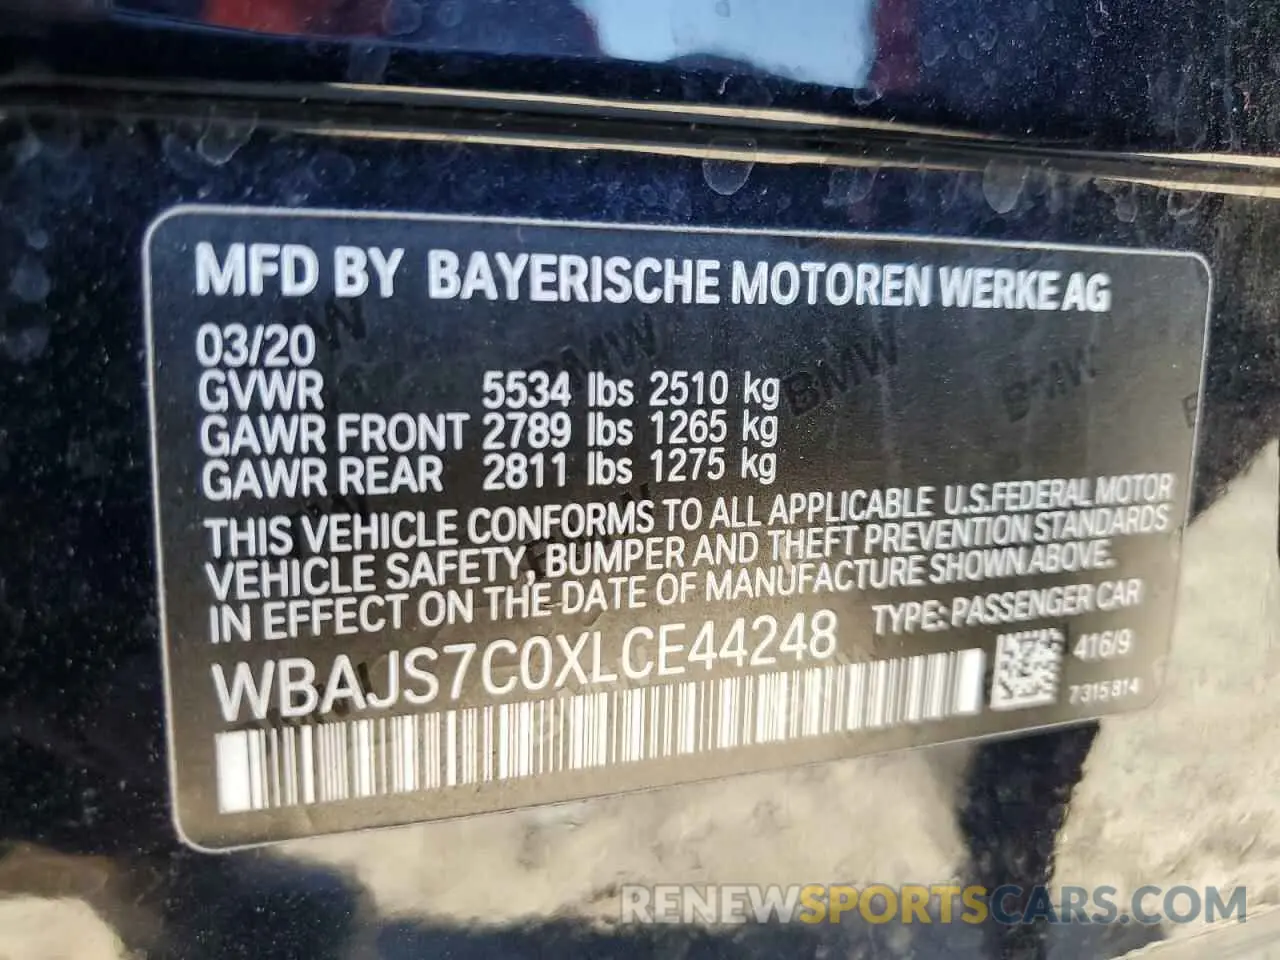 MFD BY BAYERISCHE MOTOREN WERKE AG
03/20
GVWR 5534 lbs 2510 kg
GAWR FRONT 2789 lbs 1265 kg
GAWR REAR 2811 lbs 1275 kg
THIS VEHICLE CONFORMS TO ALL APPLICABLE U.S.FEDERAL MOTOR
VEHICLE SAFETY, BUMPER AND THEFT PREVENTION STANDARDS
IN EFFECT ON THE DATE OF MANUFACTURE SHOWN ABOVE.
WBAJS7C0XLCE44248 TYPE: PASSENGER CAR
416/9
7315814
RENEWSPORTSCARS.COM